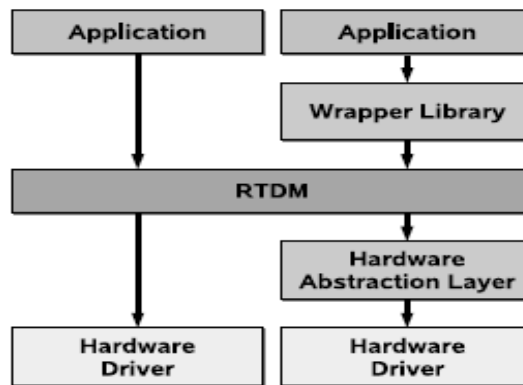 Application
Application
Wrapper Library
RTDM
Hardware
Abstraction Layer
Hardware
Driver
Hardware
Driver